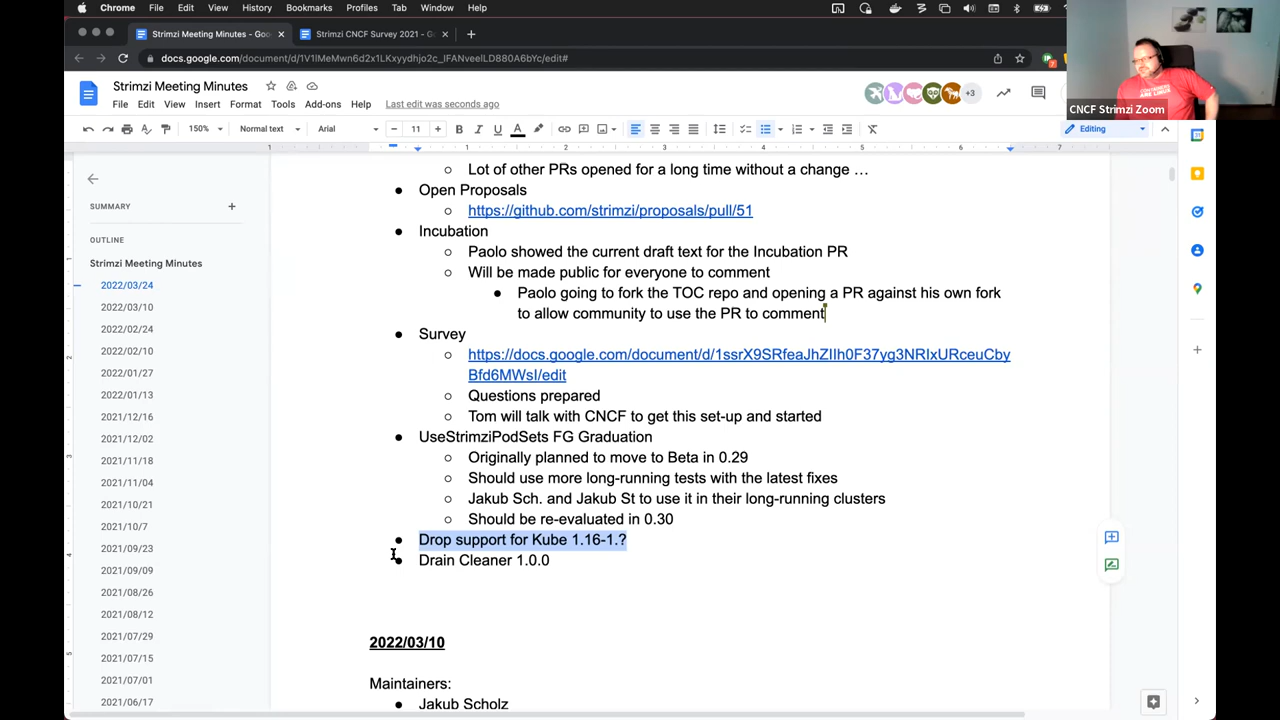 Chrome File Edit View History Bookmarks Profiles Tab Window Help
Strimzi Meeting Minutes - Goo
Strimzi CNCF Survey 2021 - G
docs.google.com/document/d/1V1lMeMwn6d2x1LKxyydhjo2c_IFANveelLD880A6bYc/edit#
Strimzi Meeting Minutes
File Edit View Insert Format Tools Add-ons Help Last edit was seconds ago
+3
CNCF Strimzi Zoom
150% Normal text Arial 11 Editing
1 1 2 3 4 5 6 7
SUMMARY
OUTLINE
Strimzi Meeting Minutes
2022/03/24
2022/03/10
2022/02/24
2022/02/10
2022/01/27
2022/01/13
2021/12/16
2021/12/02
2021/11/18
2021/11/04
2021/10/21
2021/10/7
2021/09/23
2021/09/09
2021/08/26
2021/08/12
2021/07/29
2021/07/15
2021/07/01
2021/06/17
Lot of other PRs opened for a long time without a change …
Open Proposals
https://github.com/strimzi/proposals/pull/51
Incubation
Paolo showed the current draft text for the Incubation PR
Will be made public for everyone to comment
Paolo going to fork the TOC repo and opening a PR against his own fork
to allow community to use the PR to comment
Survey
https://docs.google.com/document/d/1ssrX9SRfeaJhZIIh0F37yg3NRIxURceuCby
Bfd6MWsI/edit
Questions prepared
Tom will talk with CNCF to get this set-up and started
UseStrimziPodSets FG Graduation
Originally planned to move to Beta in 0.29
Should use more long-running tests with the latest fixes
Jakub Sch. and Jakub St to use it in their long-running clusters
Should be re-evaluated in 0.30
Drop support for Kube 1.16-1.?
Drain Cleaner 1.0.0
2022/03/10
Maintainers:
Jakub Scholz